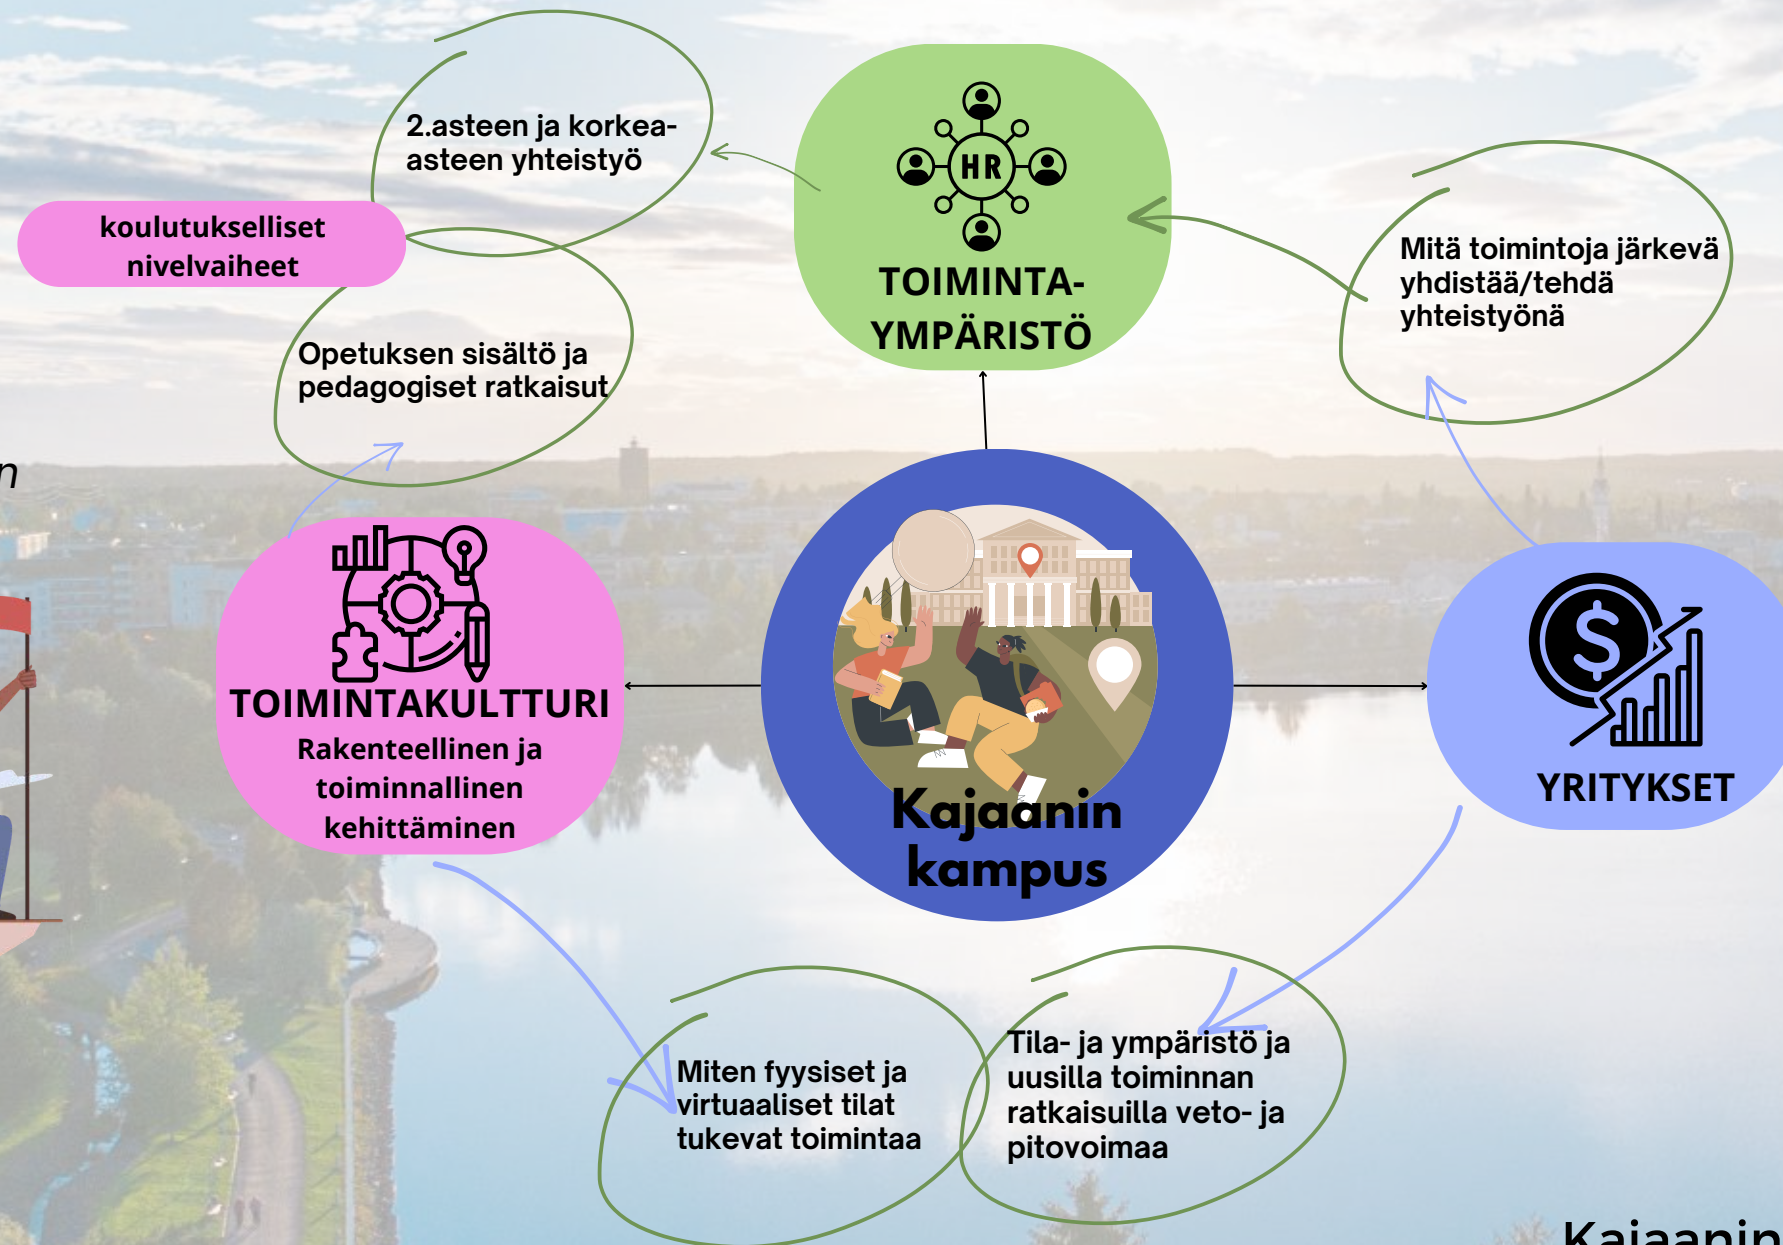 2.asteen ja korkea-
asteen yhteistyö
koulutukselliset
nivelvaiheet
Opetuksen sisältö ja
pedagogiset ratkaisut
HR
TOIMINTA-
YMPÄRISTÖ
Mitä toimintoja järkevä
yhdistää/tehdä
yhteistyönä
n
TOIMINTAKULTTURI
Rakenteellinen ja
toiminnallinen
kehittäminen
Kajaanin
kampus
$
YRITYKSET
Miten fyysiset ja
virtuaaliset tilat
tukevat toimintaa
Tila- ja ympäristö ja
uusilla toiminnan
ratkaisuilla veto- ja
pitovoimaa
Kajaanin